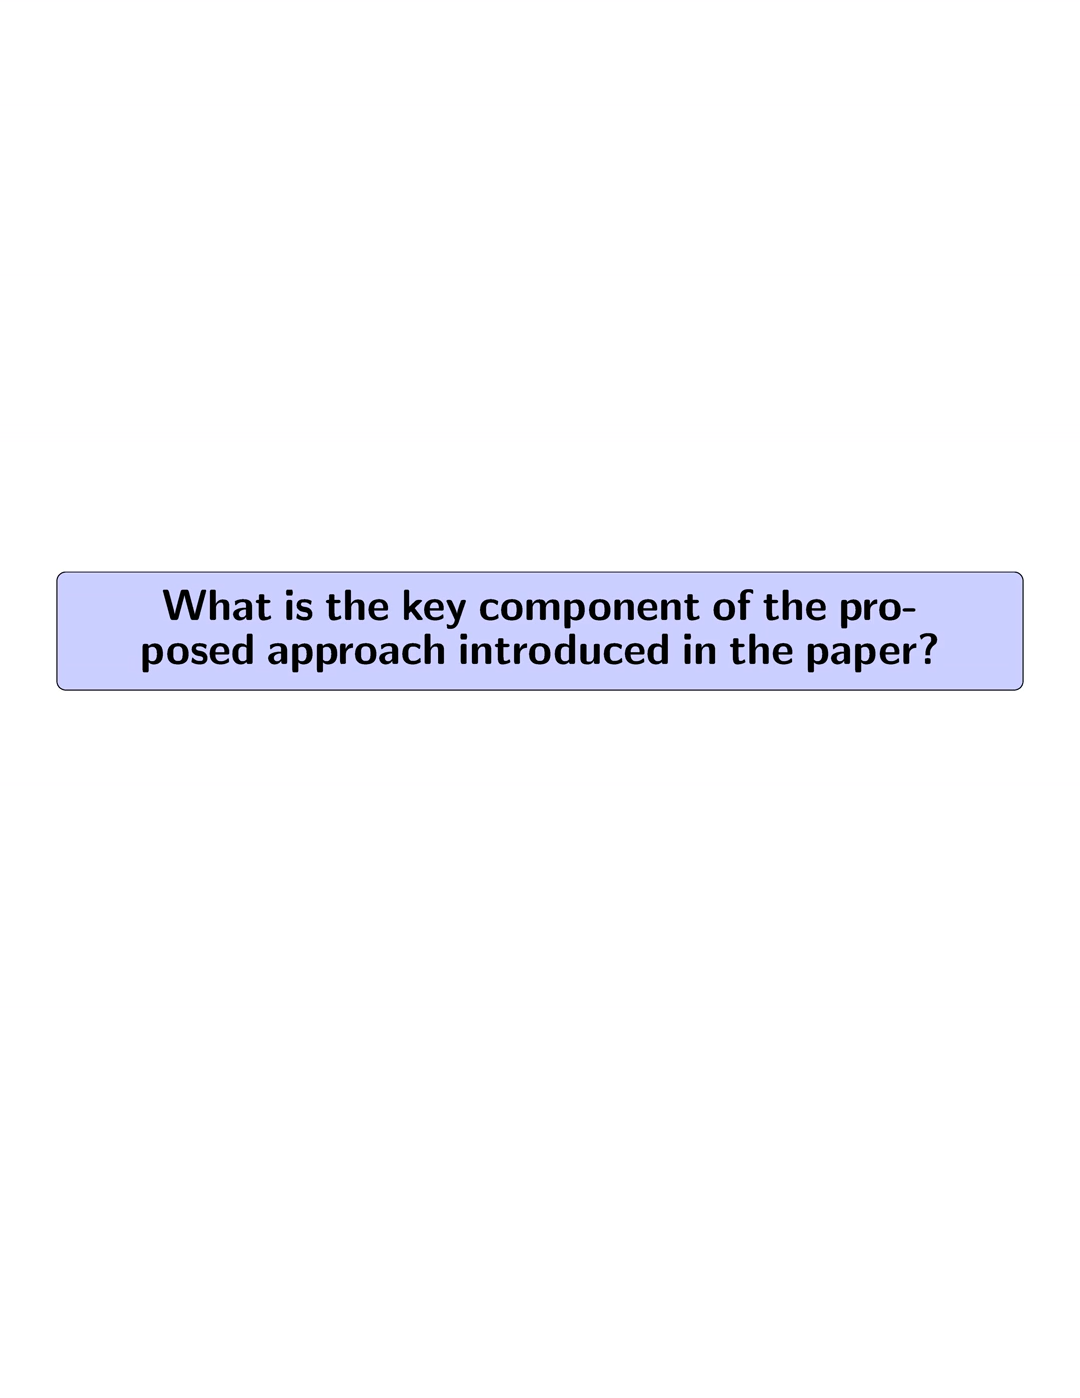 What is the key component of the pro-
posed approach introduced in the paper?